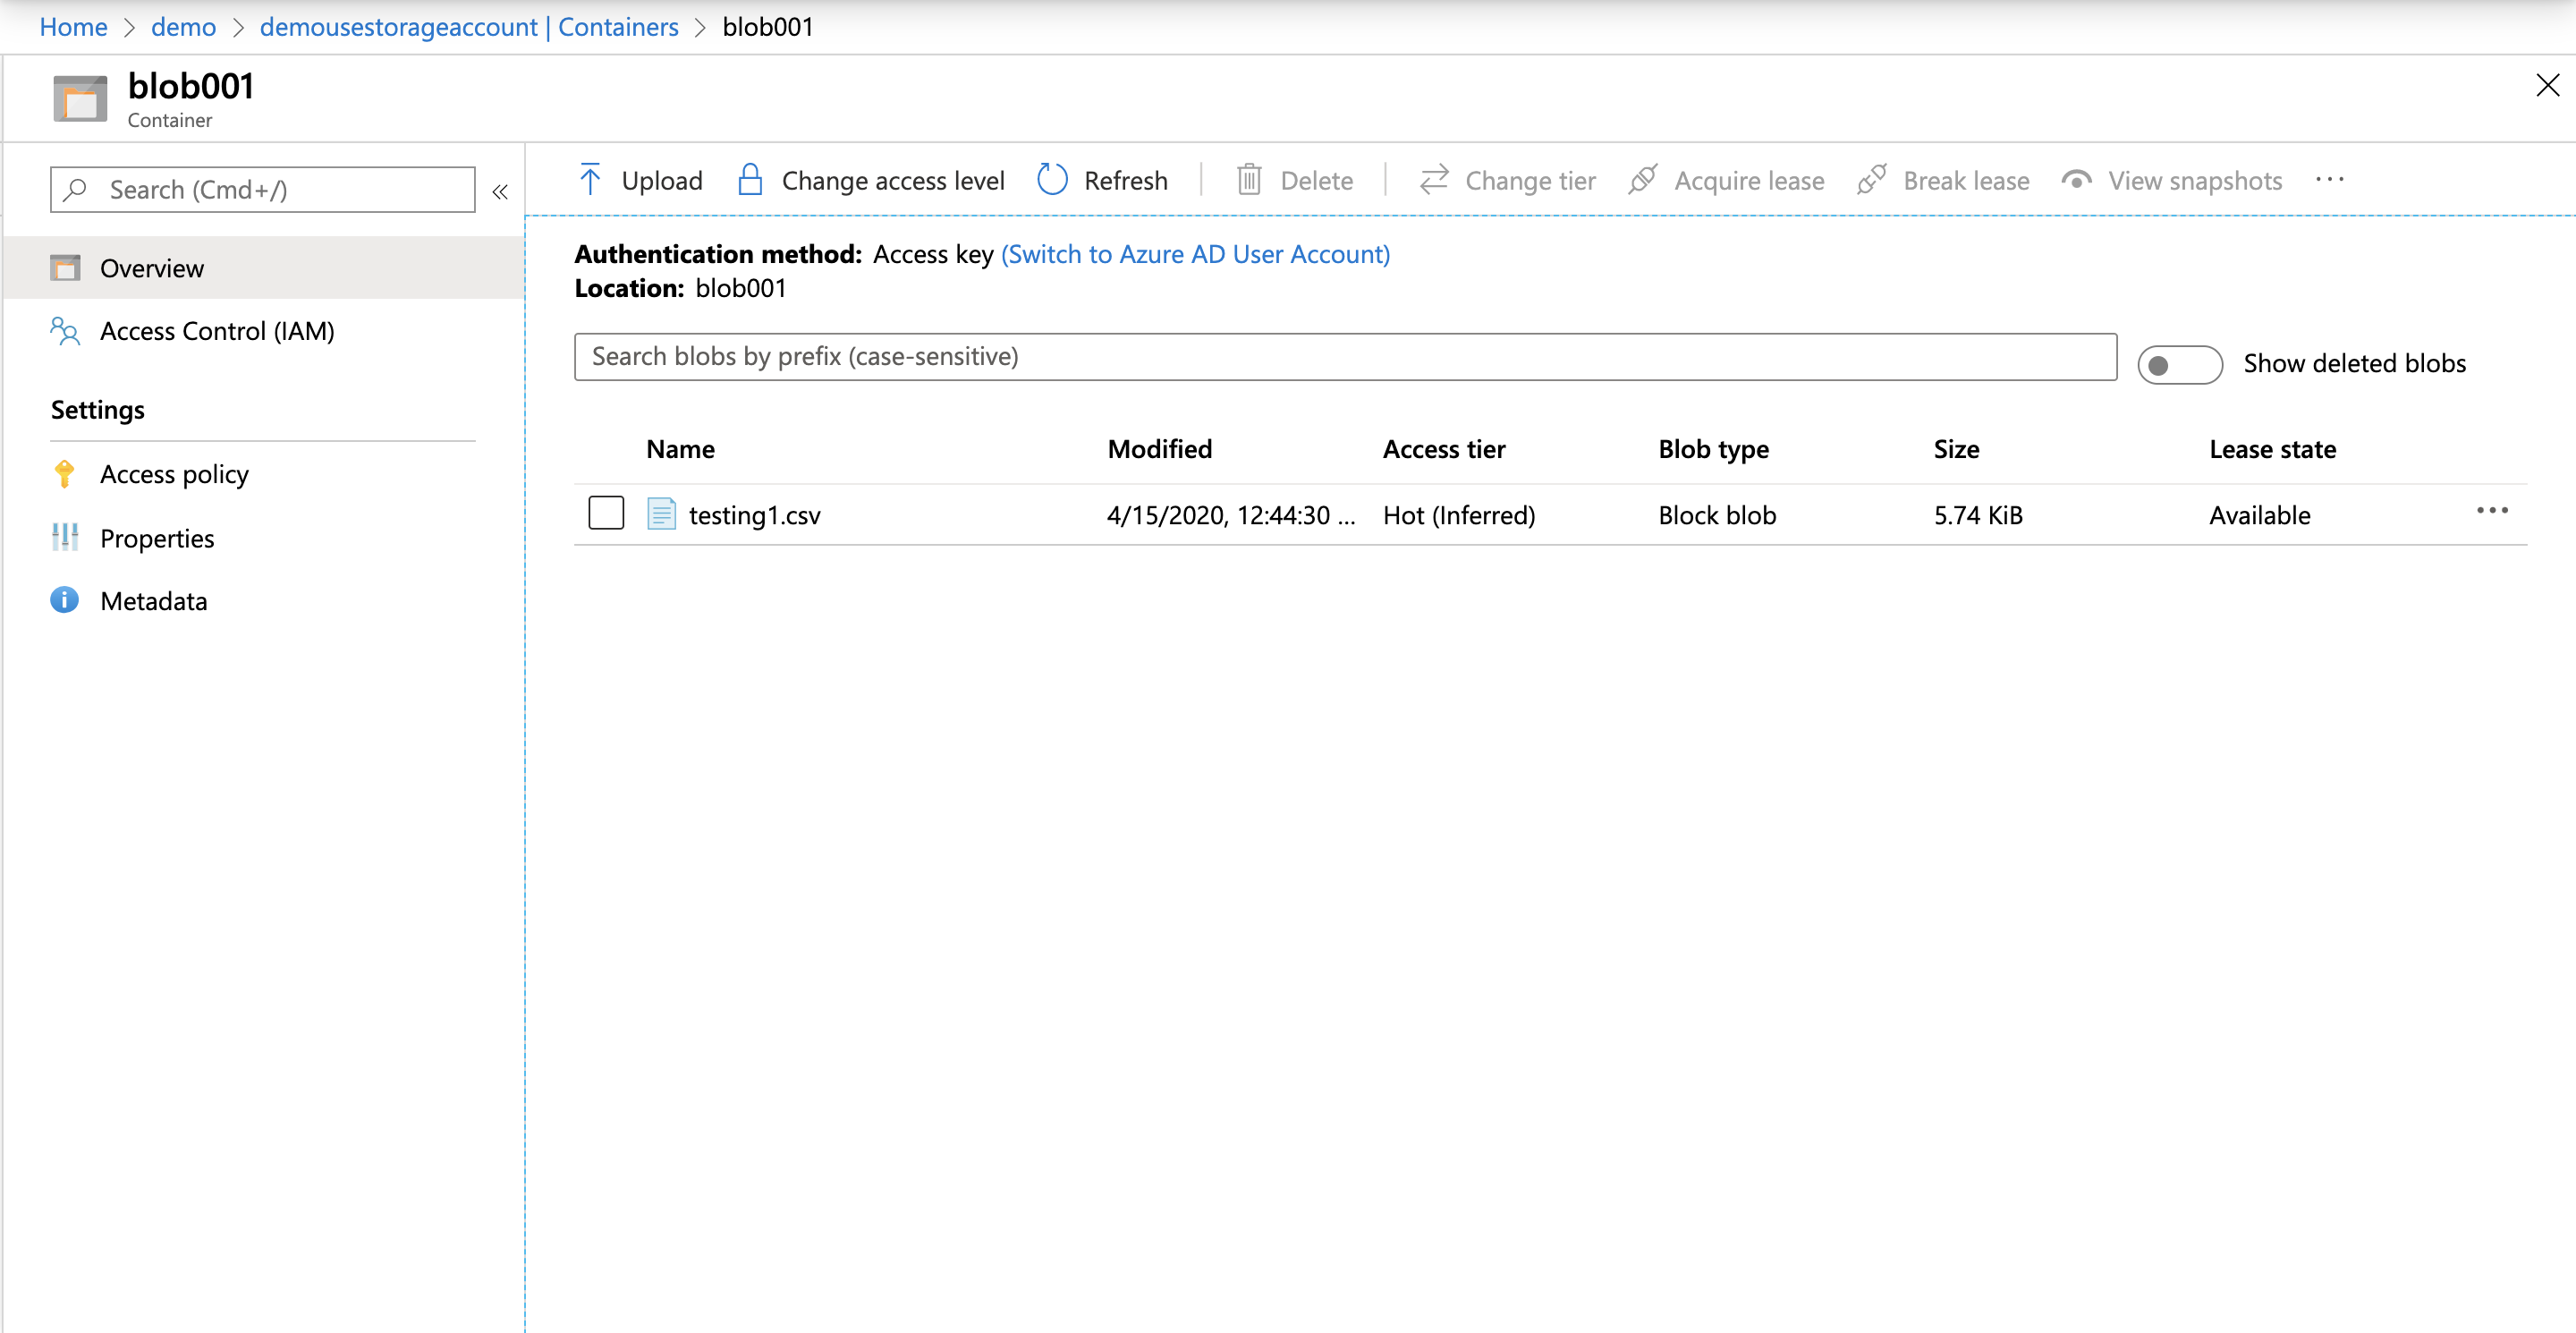 Home > demo > demousestorageaccount | Containers > blob001
blob001
Container
Search (Cmd+/)
«
Overview
Access Control (IAM)
Settings
Access policy
Properties
Metadata
Upload Change access level Refresh Delete Change tier Acquire lease Break lease View snapshots ...
Authentication method: Access key (Switch to Azure AD User Account)
Location: blob001
Search blobs by prefix (case-sensitive) Show deleted blobs
Name Modified Access tier Blob type Size Lease state
testing1.csv 4/15/2020, 12:44:30 ... Hot (Inferred) Block blob 5.74 KiB Available ...